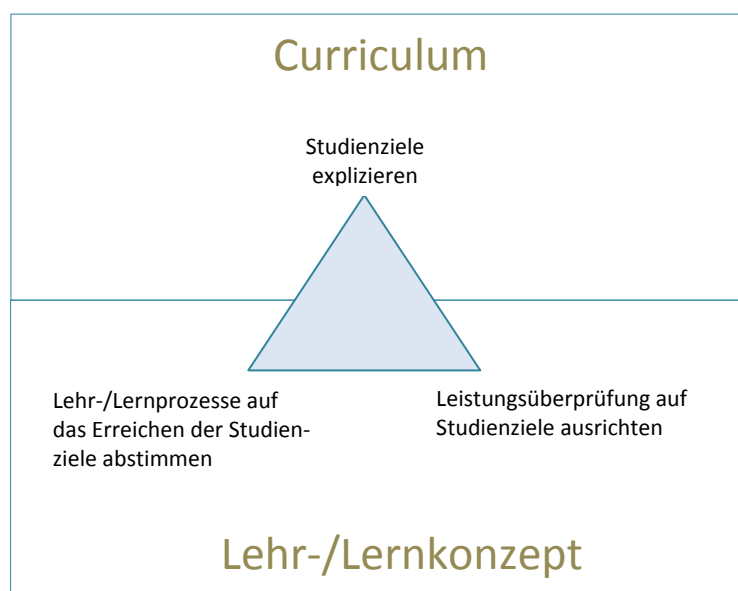 Curriculum
Studienziele
explizieren
Lehr-/Lernprozesse auf
das Erreichen der Studien-
ziele abstimmen
Leistungsüberprüfung auf
Studienziele ausrichten
Lehr-/Lernkonzept